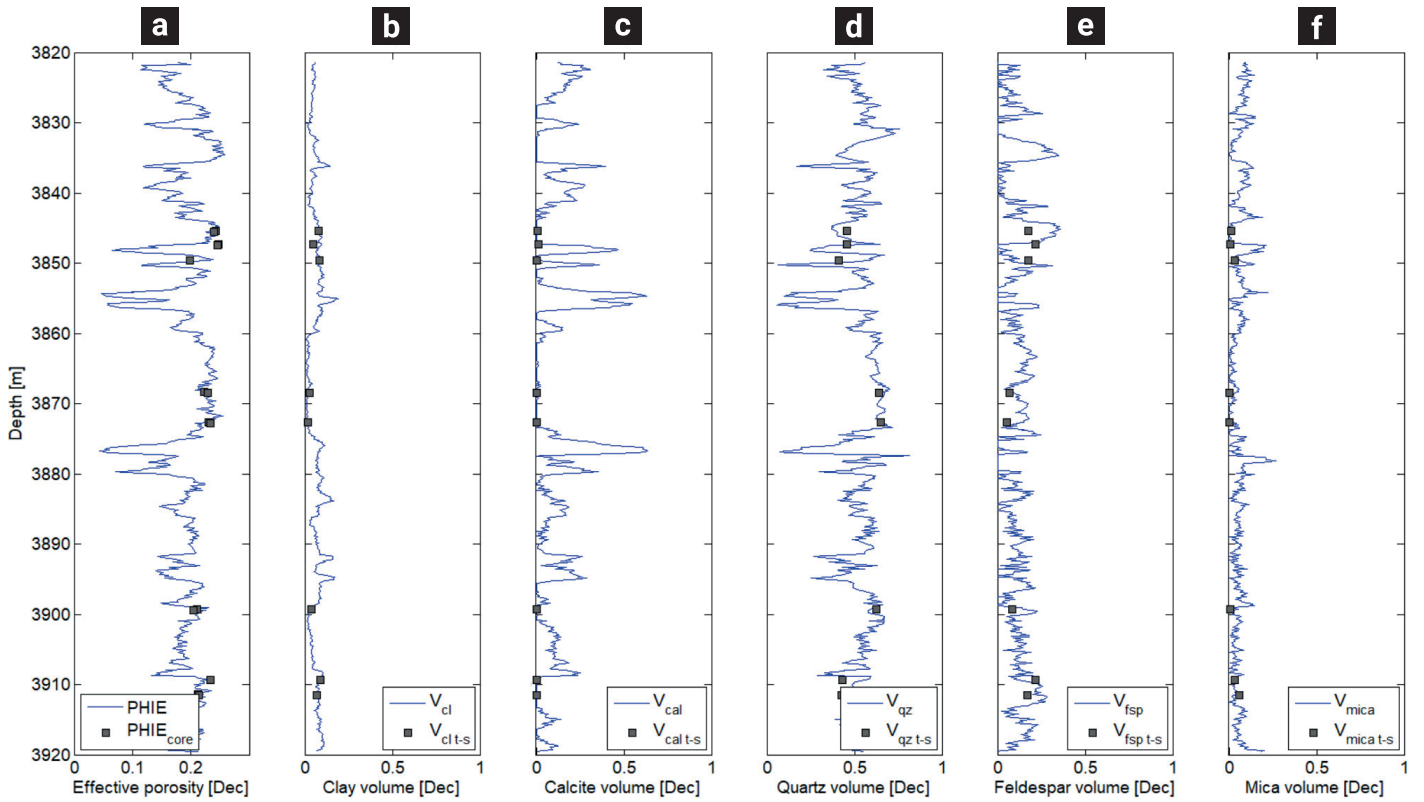 a b c d e f
3820
3830
3840
3850
3860
3870
3880
3890
3900
3910
3920
Depth [m]
PHIE
PHIEcore
Vcl
Vcl t-s
Vcal
Vcal t-s
Vqz
Vqz t-s
Vfsp
Vfsp t-s
Vmica
Vmica t-s
0 0.1 0.2 0 0.5 1 0 0.5 1 0 0.5 1 0 0.5 1 0 0.5 1
Effective porosity [Dec] Clay volume [Dec] Calcite volume [Dec] Quartz volume [Dec] Feldespar volume [Dec] Mica volume [Dec]